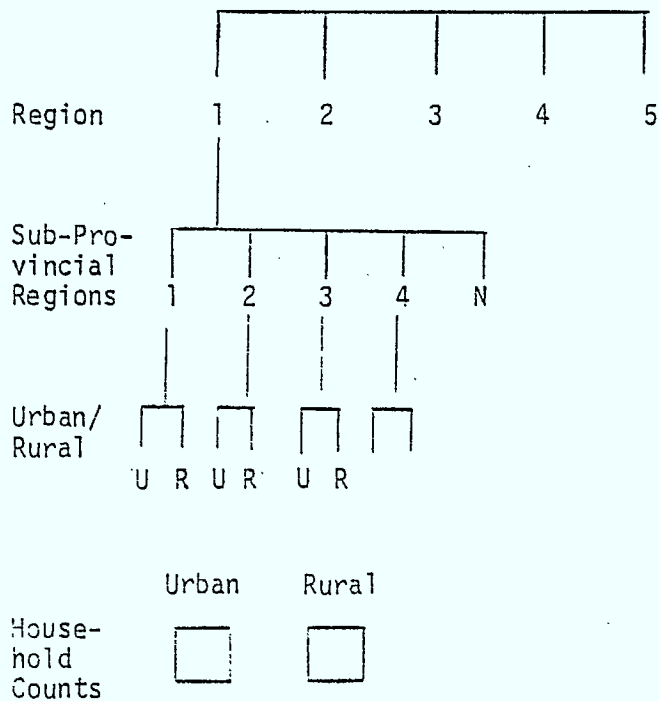 Region 1 2 3 4 5
Sub-Pro-
vincial
Regions 1 2 3 4 N
Urban/
Rural
U R U R U R
Urban Rural
House-
hold
Counts